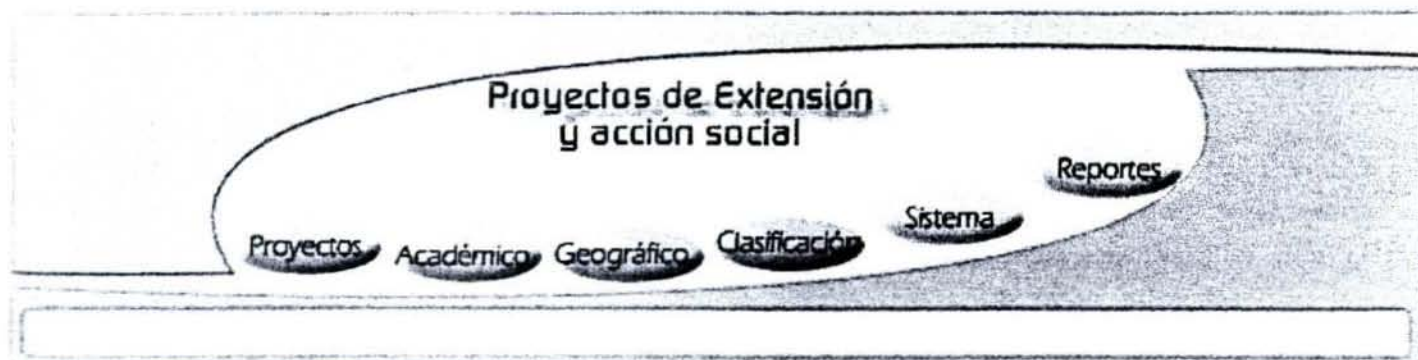 Proyectos de Extensión
y acción social
Proyectos
Académico
Geográfico
Clasificación
Sistema
Reportes